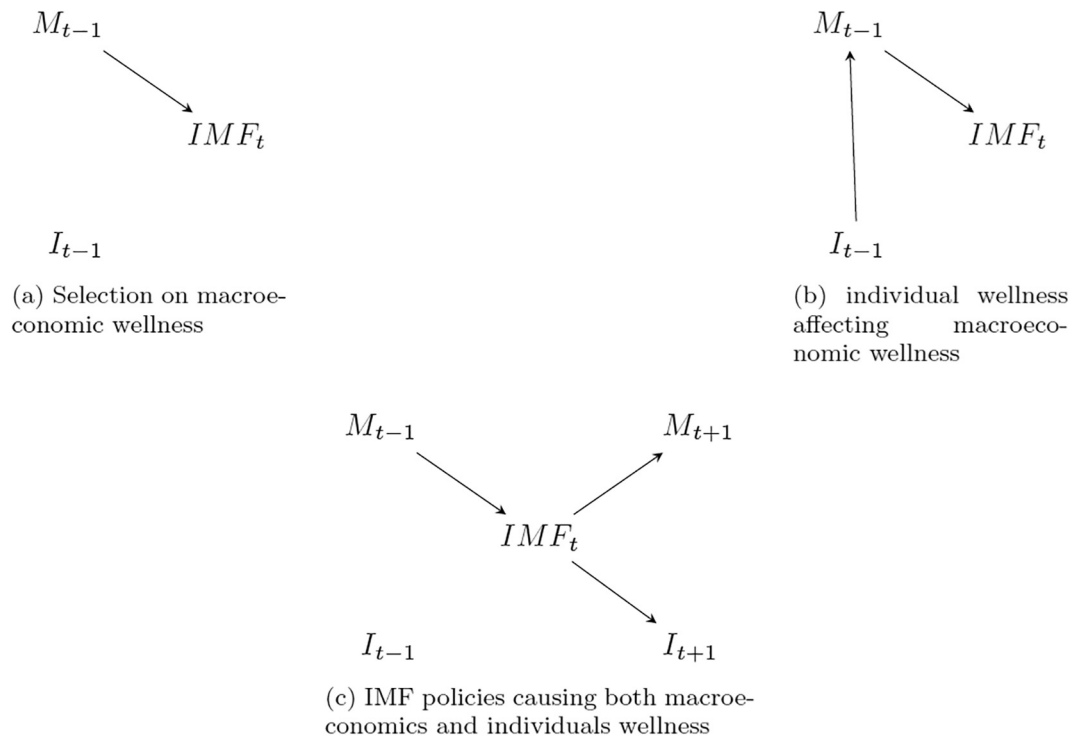 M_{t−1}
IMF_t
I_{t−1}
(a) Selection on macroe-
conomic wellness
M_{t−1}
IMF_t
I_{t−1}
(b) individual wellness
affecting macroeco-
nomic wellness
M_{t−1} M_{t+1}
IMF_t
I_{t−1} I_{t+1}
(c) IMF policies causing both macroe-
conomics and individuals wellness